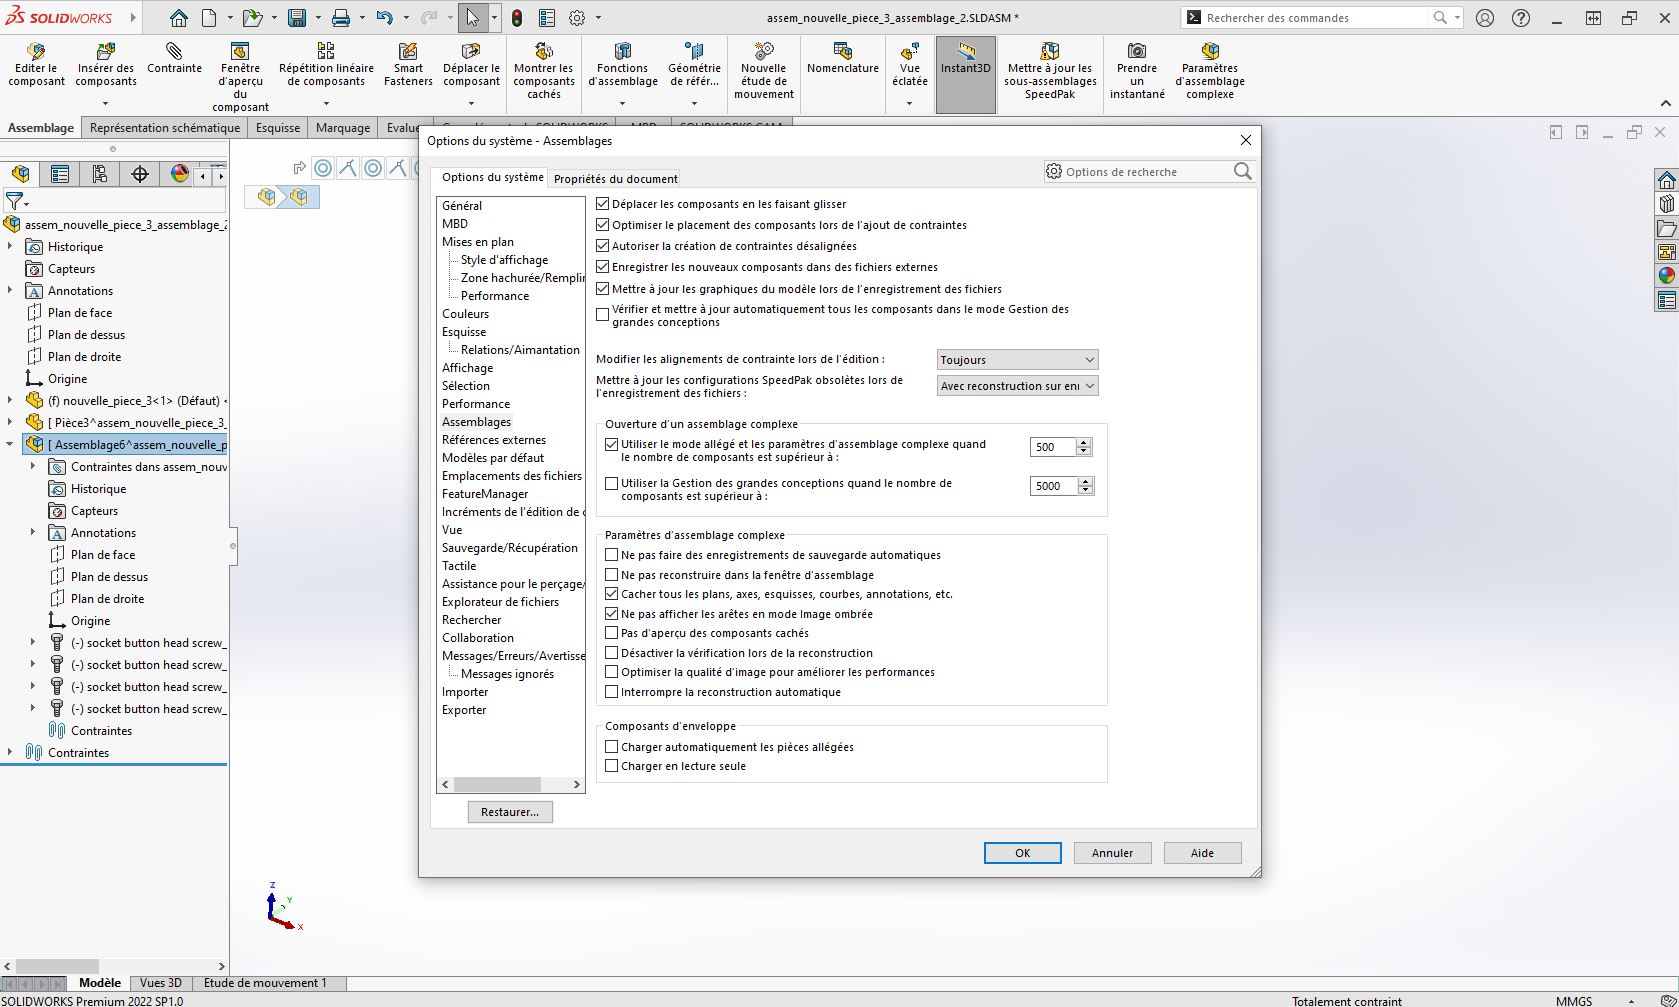 SOLIDWORKS
assem_nouvelle_piece_3_assemblage_2.SLDASM *
Rechercher des commandes
Editer le composant
Insérer des composants
Contrainte
Fenêtre d'aperçu du composant
Répétition linéaire de composants
Smart Fasteners
Déplacer le composant
Montrer les composants cachés
Fonctions d'assemblage
Géométrie de référ...
Nouvelle étude de mouvement
Nomenclature
Vue éclatée
Instant3D
Mettre à jour les sous-assemblages SpeedPak
Prendre un instantané
Paramètres d'assemblage complexe
Assemblage
Représentation schématique
Esquisse
Marquage
Evalue
assem_nouvelle_piece_3_assemblage_2
Historique
Capteurs
Annotations
Plan de face
Plan de dessus
Plan de droite
Origine
(f) nouvelle_piece_3<1> (Défaut) <
[ Pièce3^assem_nouvelle_piece_3_
[ Assemblage6^assem_nouvelle_p
Contraintes dans assem_nouv
Historique
Capteurs
Annotations
Plan de face
Plan de dessus
Plan de droite
Origine
(-) socket button head screw_
(-) socket button head screw_
(-) socket button head screw_
(-) socket button head screw_
Contraintes
Contraintes
Options du système - Assemblages
Options du système
Propriétés du document
Options de recherche
Général
MBD
Mises en plan
Style d'affichage
Zone hachurée/Remplir
Performance
Couleurs
Esquisse
Relations/Aimantation
Affichage
Sélection
Performance
Assemblages
Références externes
Modèles par défaut
Emplacements des fichiers
FeatureManager
Incréments de l'édition de c
Vue
Sauvegarde/Récupération
Tactile
Assistance pour le perçage/
Explorateur de fichiers
Rechercher
Collaboration
Messages/Erreurs/Avertisse
Messages ignorés
Importer
Exporter
Restaurer...
Déplacer les composants en les faisant glisser
Optimiser le placement des composants lors de l'ajout de contraintes
Autoriser la création de contraintes désalignées
Enregistrer les nouveaux composants dans des fichiers externes
Mettre à jour les graphiques du modèle lors de l'enregistrement des fichiers
Vérifier et mettre à jour automatiquement tous les composants dans le mode Gestion des
grandes conceptions
Modifier les alignements de contrainte lors de l'édition :
Toujours
Mettre à jour les configurations SpeedPak obsolètes lors de
l'enregistrement des fichiers :
Avec reconstruction sur enr
Ouverture d'un assemblage complexe
Utiliser le mode allégé et les paramètres d'assemblage complexe quand
le nombre de composants est supérieur à :
500
Utiliser la Gestion des grandes conceptions quand le nombre de
composants est supérieur à :
5000
Paramètres d'assemblage complexe
Ne pas faire des enregistrements de sauvegarde automatiques
Ne pas reconstruire dans la fenêtre d'assemblage
Cacher tous les plans, axes, esquisses, courbes, annotations, etc.
Ne pas afficher les arêtes en mode Image ombrée
Pas d'aperçu des composants cachés
Désactiver la vérification lors de la reconstruction
Optimiser la qualité d'image pour améliorer les performances
Interrompre la reconstruction automatique
Composants d'enveloppe
Charger automatiquement les pièces allégées
Charger en lecture seule
OK
Annuler
Aide
Z
Y
X
Modèle
Vues 3D
Etude de mouvement 1
SOLIDWORKS Premium 2022 SP1.0
Totalement contraint
MMGS